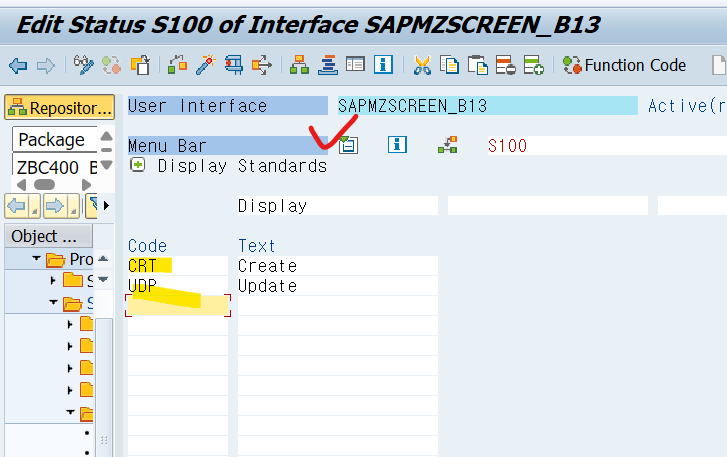 Edit Status S100 of Interface SAPMZSCREEN_B13
Function Code
Repositor...
User Interface SAPMZSCREEN_B13 Active(r
Package
Menu Bar S100
ZBC400_B
Display Standards
Display
Object ...
Code Text
Pro
CRT Create
S
UDP Update
S